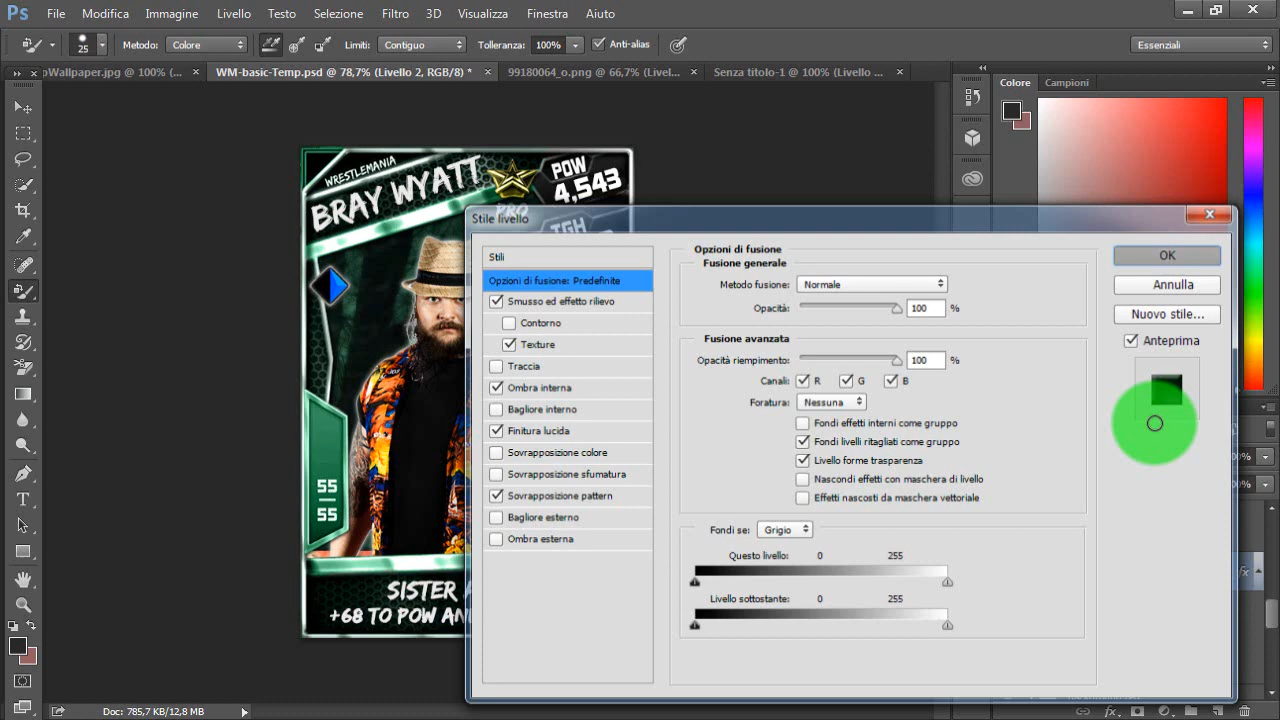 Ps File Modifica Immagine Livello Testo Selezione Filtro 3D Visualizza Finestra Aiuto
25 Metodo: Colore Limiti: Contiguo Tolleranza: 100% Anti-alias Essenziali
pWallpaper.jpg @ 100% (... × WM-basic-Temp.psd @ 78,7% (Livello 2, RGB/8) * × 99180064_o.png @ 66,7% (Livel... × Senza titolo-1 @ 100% (Livello ... ×
Colore Campioni
WRESTLEMANIA
BRAY WYATT
POW
4,543
PRO
TGH
Stile livello
Stili
Opzioni di fusione: Predefinite
Smusso ed effetto rilievo
Contorno
Texture
Traccia
Ombra interna
Bagliore interno
Finitura lucida
Sovrapposizione colore
Sovrapposizione sfumatura
Sovrapposizione pattern
Bagliore esterno
Ombra esterna
Opzioni di fusione
Fusione generale
Metodo fusione: Normale
Opacità: 100 %
Fusione avanzata
Opacità riempimento: 100 %
Canali: R G B
Foratura: Nessuna
Fondi effetti interni come gruppo
Fondi livelli ritagliati come gruppo
Livello forme trasparenza
Nascondi effetti con maschera di livello
Effetti nascosti da maschera vettoriale
Fondi se: Grigio
Questo livello: 0 255
Livello sottostante: 0 255
OK
Annulla
Nuovo stile...
Anteprima
55
55
SISTER
+68 TO POW AN
fx
Doc: 785,7 KB/12,8 MB
fx